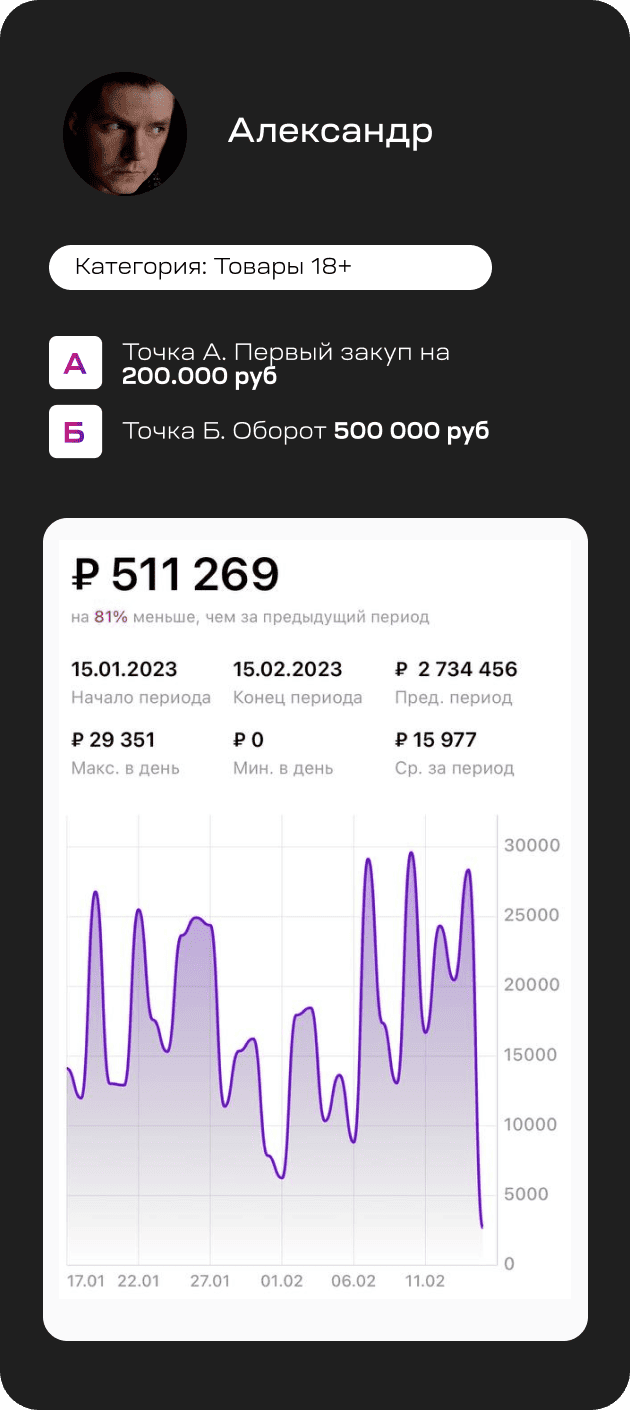 Александр
Категория: Товары 18+
А
Точка А. Первый закуп на
200.000 руб
Б
Точка Б. Оборот 500 000 руб
₽ 511 269
на 81% меньше, чем за предыдущий период
15.01.2023 15.02.2023 ₽ 2 734 456
Начало периода Конец периода Пред. период
₽ 29 351 ₽ 0 ₽ 15 977
Макс. в день Мин. в день Ср. за период
30000
25000
20000
15000
10000
5000
0
17.01 22.01 27.01 01.02 06.02 11.02